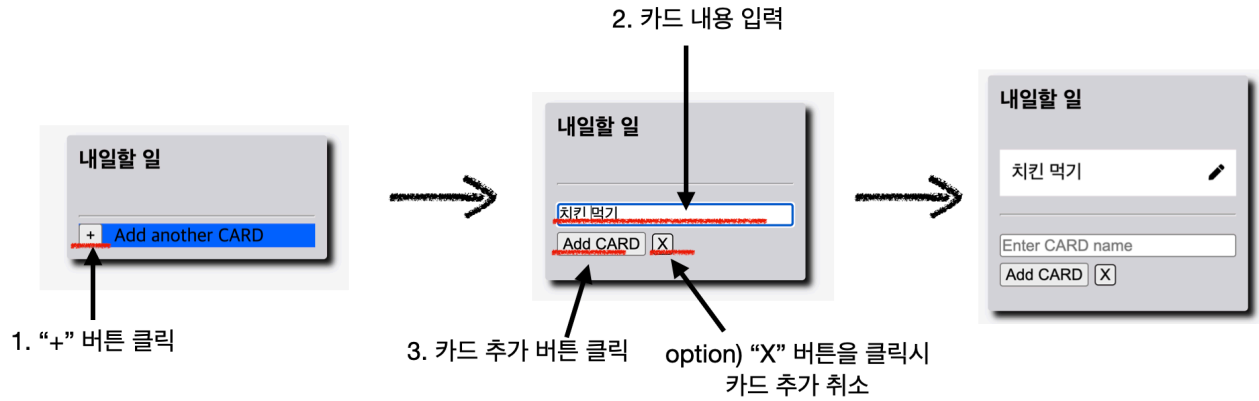 2. 카드 내용 입력
내일할 일
+ Add another CARD
1. “+” 버튼 클릭
내일할 일
치킨 먹기
Add CARD X
3. 카드 추가 버튼 클릭
option) “X” 버튼을 클릭시
카드 추가 취소
내일할 일
치킨 먹기
Enter CARD name
Add CARD X